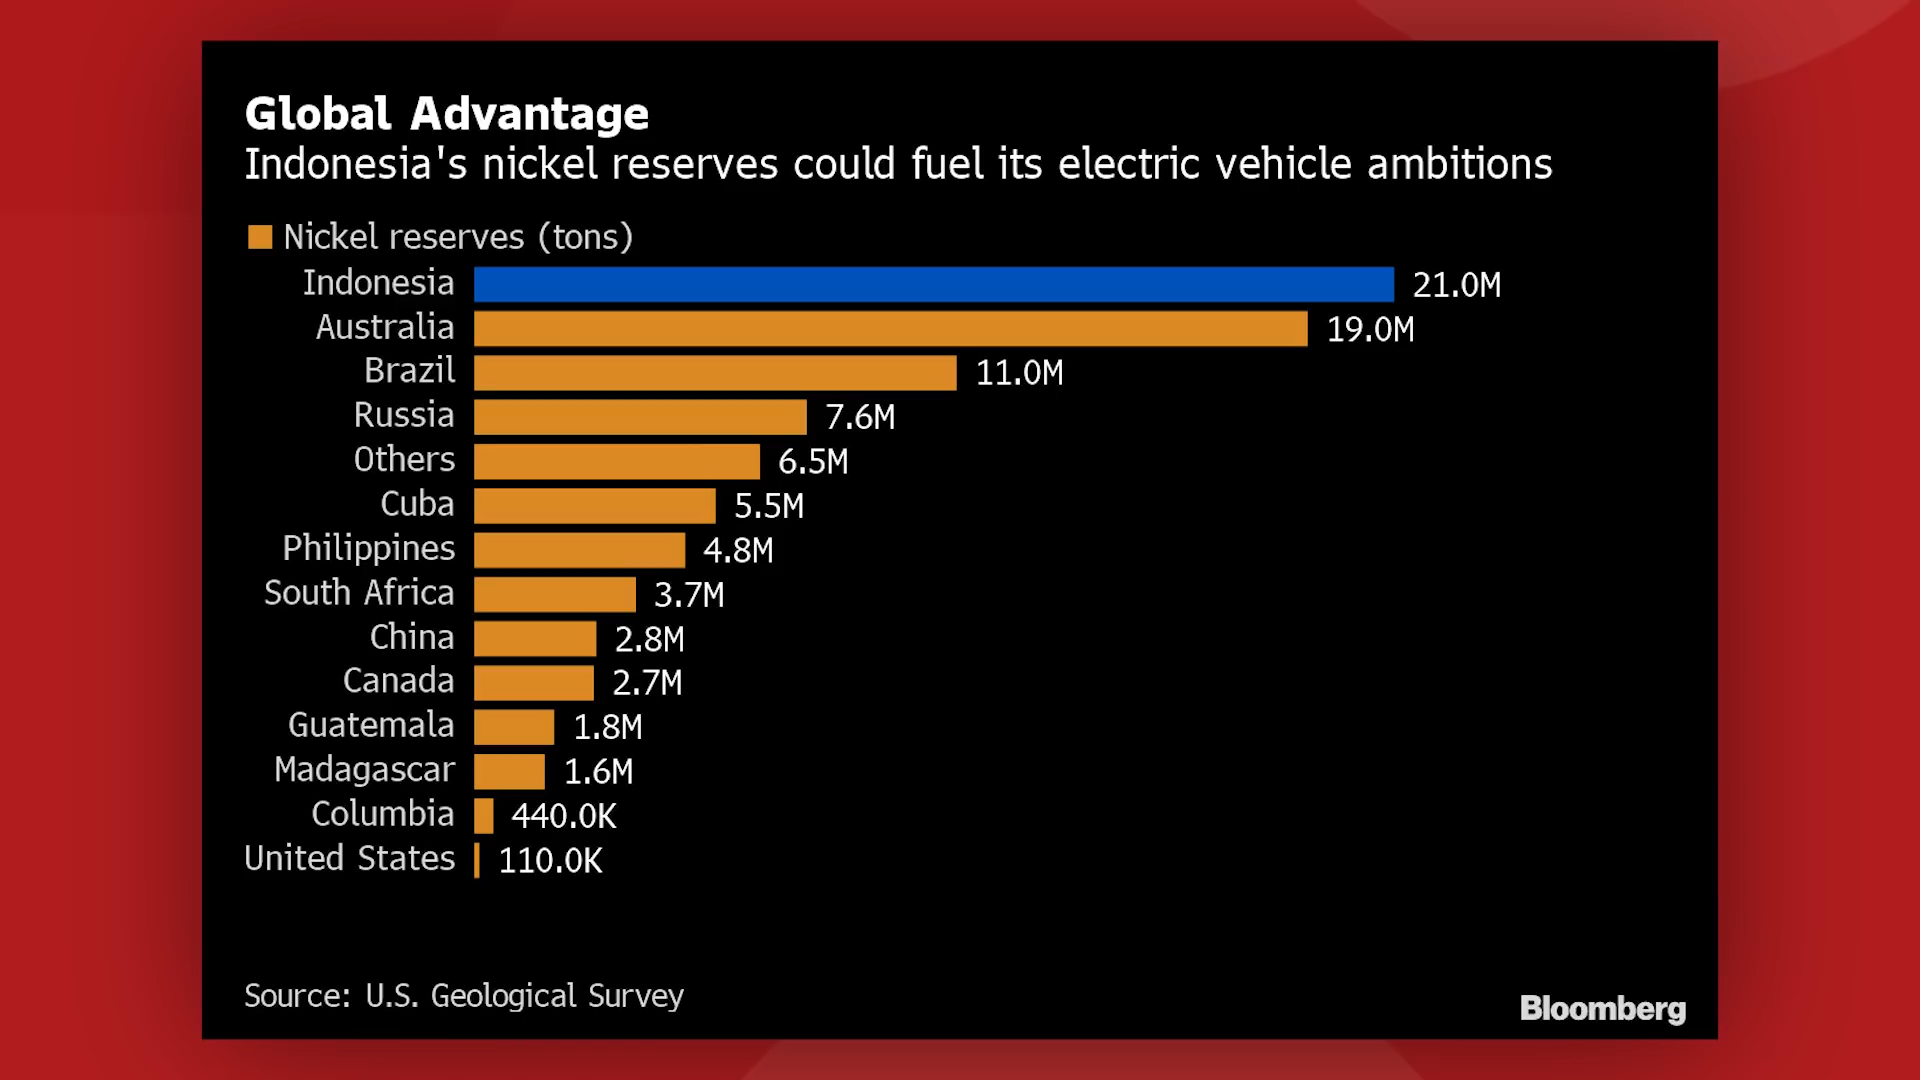 Global Advantage
Indonesia's nickel reserves could fuel its electric vehicle ambitions
Nickel reserves (tons)
Indonesia 21.0M
Australia 19.0M
Brazil 11.0M
Russia 7.6M
Others 6.5M
Cuba 5.5M
Philippines 4.8M
South Africa 3.7M
China 2.8M
Canada 2.7M
Guatemala 1.8M
Madagascar 1.6M
Columbia 440.0K
United States 110.0K
Source: U.S. Geological Survey
Bloomberg